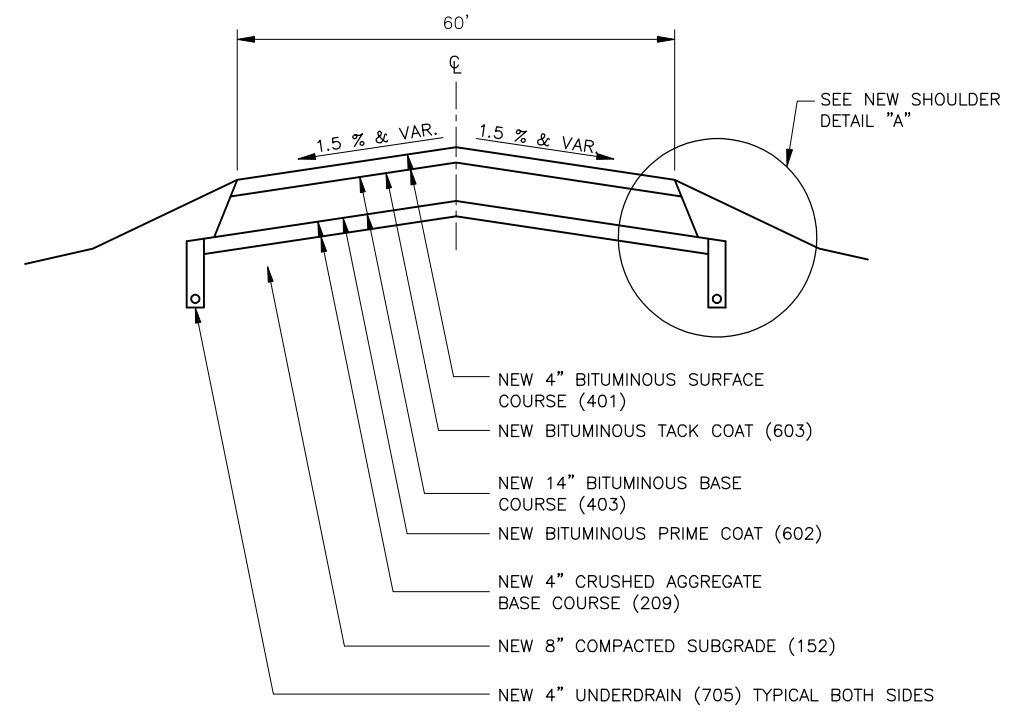 60'
℄
SEE NEW SHOULDER
DETAIL "A"
1.5 % & VAR.
1.5 % & VAR.
NEW 4" BITUMINOUS SURFACE
COURSE (401)
NEW BITUMINOUS TACK COAT (603)
NEW 14" BITUMINOUS BASE
COURSE (403)
NEW BITUMINOUS PRIME COAT (602)
NEW 4" CRUSHED AGGREGATE
BASE COURSE (209)
NEW 8" COMPACTED SUBGRADE (152)
NEW 4" UNDERDRAIN (705) TYPICAL BOTH SIDES